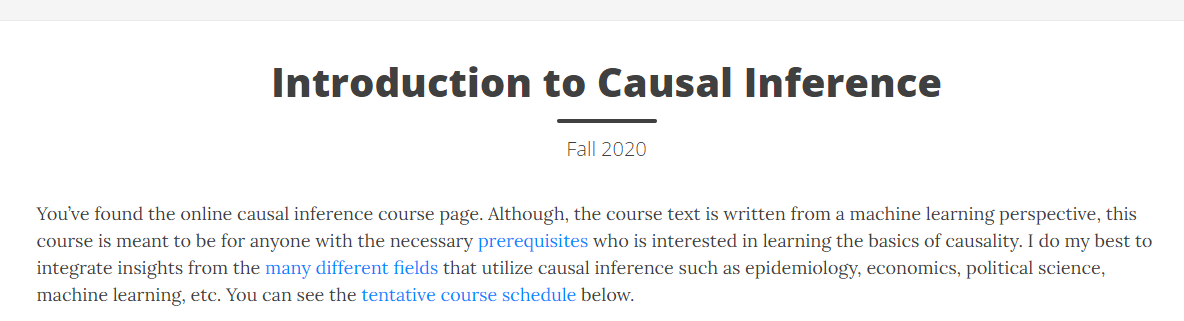 Introduction to Causal Inference
Fall 2020
You’ve found the online causal inference course page. Although, the course text is written from a machine learning perspective, this
course is meant to be for anyone with the necessary prerequisites who is interested in learning the basics of causality. I do my best to
integrate insights from the many different fields that utilize causal inference such as epidemiology, economics, political science,
machine learning, etc. You can see the tentative course schedule below.